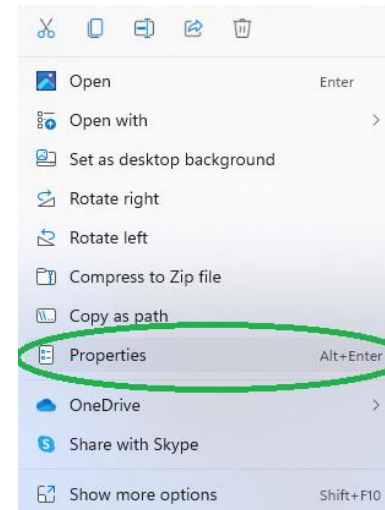 Open Enter
Open with
Set as desktop background
Rotate right
Rotate left
Compress to Zip file
Copy as path
Properties Alt+Enter
OneDrive
Share with Skype
Show more options Shift+F10